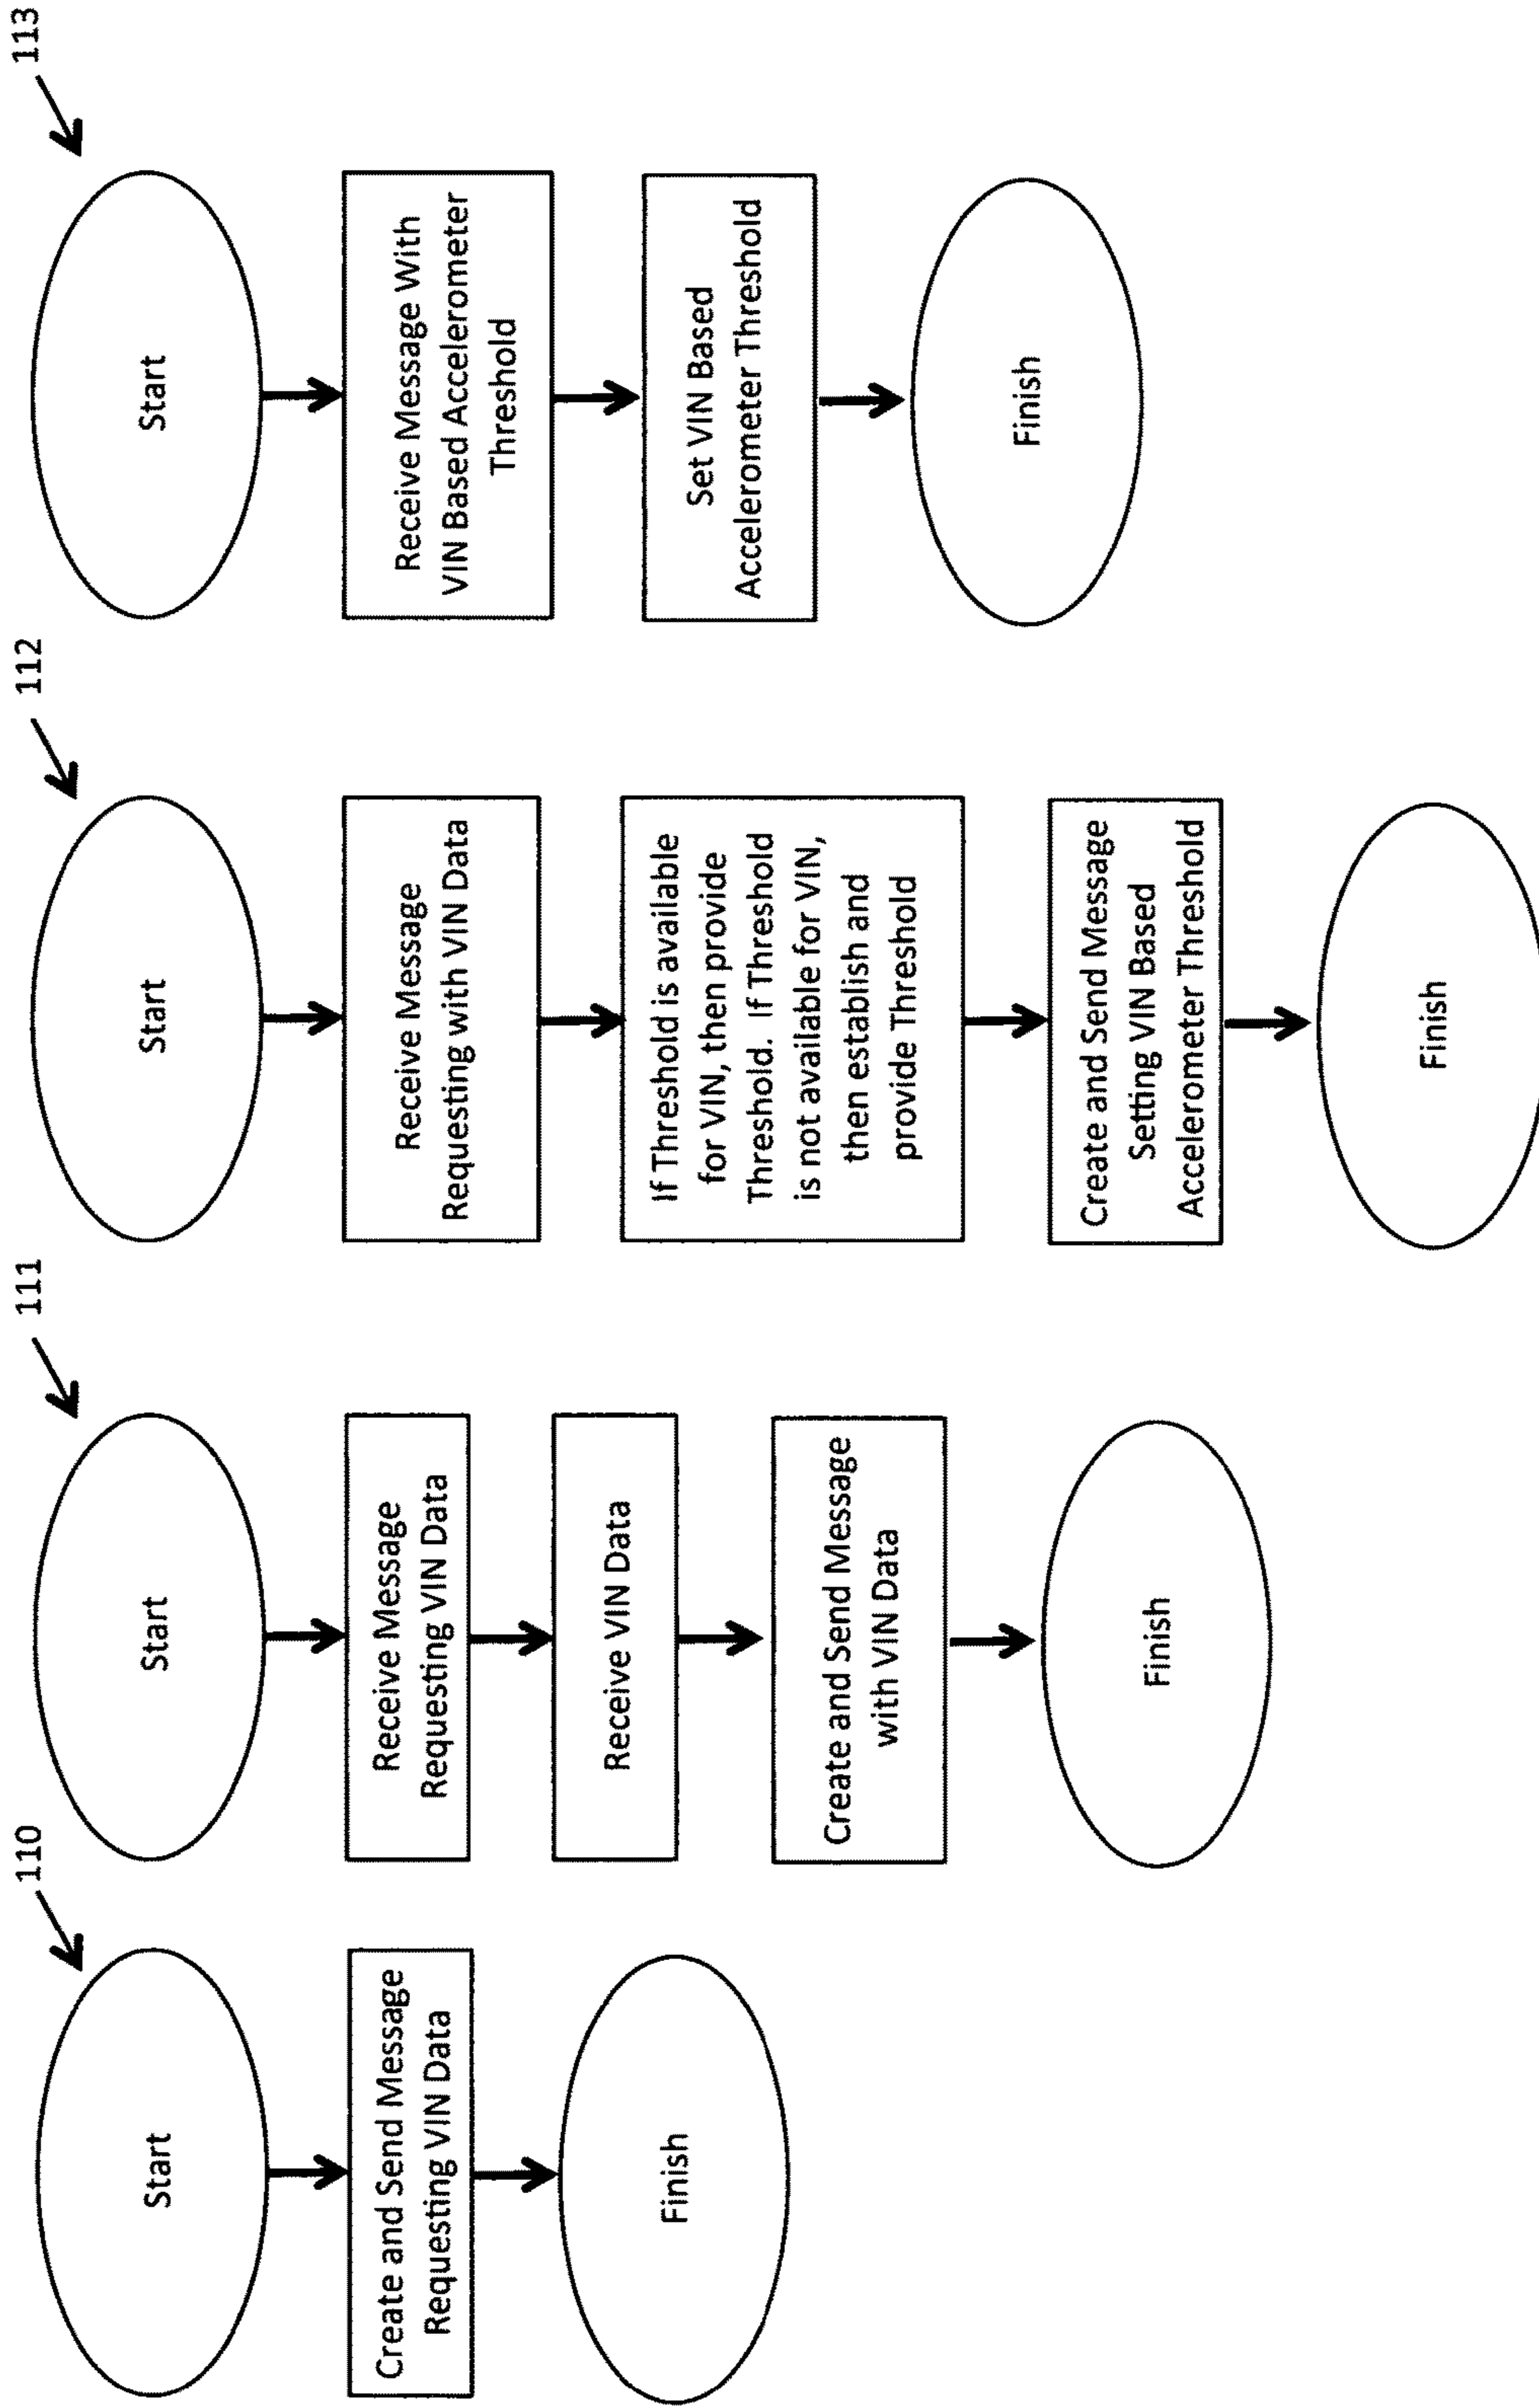 110
Start
Create and Send Message
Requesting VIN Data
Finish
111
Start
Receive Message
Requesting VIN Data
Receive VIN Data
Create and Send Message
with VIN Data
Finish
112
Start
Receive Message
Requesting with VIN Data
If Threshold is available
for VIN, then provide
Threshold. If Threshold
is not available for VIN,
then establish and
provide Threshold
Create and Send Message
Setting VIN Based
Accelerometer Threshold
Finish
113
Start
Receive Message With
VIN Based Accelerometer
Threshold
Set VIN Based
Accelerometer Threshold
Finish